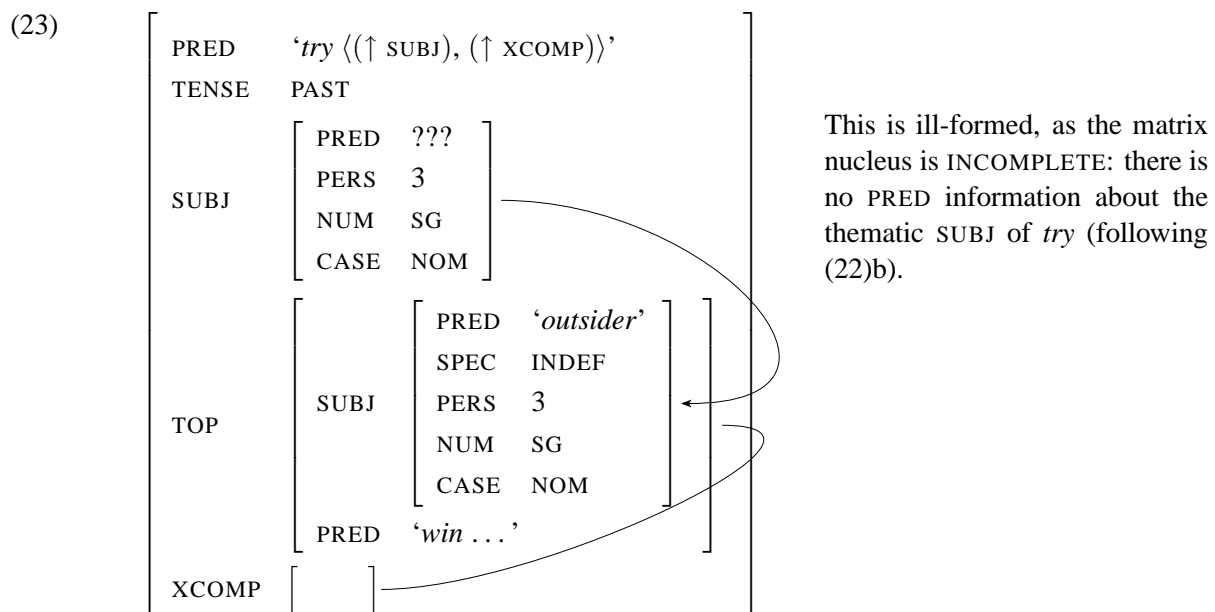 (23)
PRED ‘try ⟨(↑ SUBJ), (↑ XCOMP)⟩’
TENSE PAST
SUBJ
PRED ???
PERS 3
NUM SG
CASE NOM
TOP
SUBJ
PRED ‘outsider’
SPEC INDEF
PERS 3
NUM SG
CASE NOM
PRED ‘win . . . ’
XCOMP
This is ill-formed, as the matrix
nucleus is INCOMPLETE: there is
no PRED information about the
thematic SUBJ of try (following
(22)b).